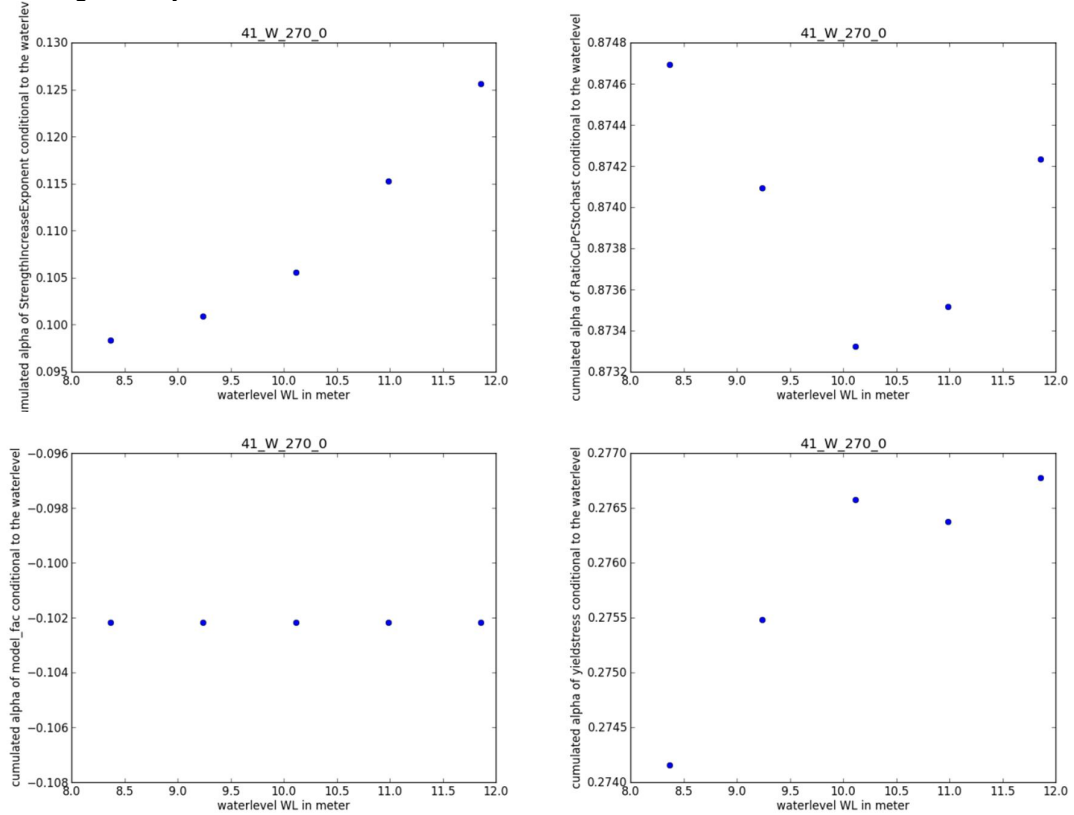 41_W_270_0
imulated alpha of StrengthIncreaseExponent conditional to the waterlev
0.130
0.125
0.120
0.115
0.110
0.105
0.100
0.095
8.0 8.5 9.0 9.5 10.0 10.5 11.0 11.5 12.0
waterlevel WL in meter
41_W_270_0
cumulated alpha of RatioCuPcStochast conditional to the waterlevel
0.8748
0.8746
0.8744
0.8742
0.8740
0.8738
0.8736
0.8734
0.8732
8.0 8.5 9.0 9.5 10.0 10.5 11.0 11.5 12.0
waterlevel WL in meter
41_W_270_0
cumulated alpha of model_fac conditional to the waterlevel
−0.096
−0.098
−0.100
−0.102
−0.104
−0.106
−0.108
8.0 8.5 9.0 9.5 10.0 10.5 11.0 11.5 12.0
waterlevel WL in meter
41_W_270_0
cumulated alpha of yieldstress conditional to the waterlevel
0.2770
0.2765
0.2760
0.2755
0.2750
0.2745
0.2740
8.0 8.5 9.0 9.5 10.0 10.5 11.0 11.5 12.0
waterlevel WL in meter